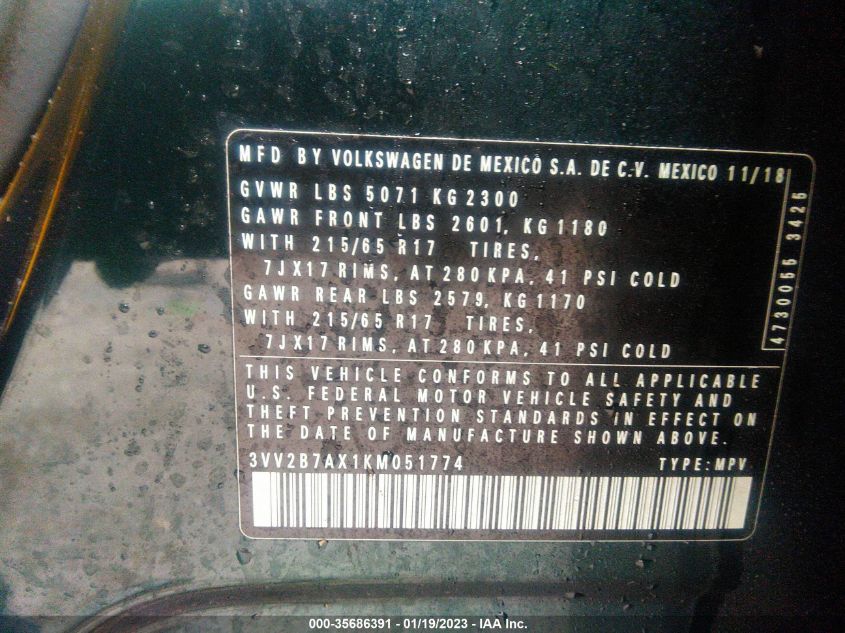 MFD BY VOLKSWAGEN DE MEXICO S.A. DE C.V. MEXICO 11/18
GVWR LBS 5071 KG 2300
GAWR FRONT LBS 2601, KG 1180
WITH 215/65 R17 TIRES,
7JX17 RIMS, AT 280 KPA, 41 PSI COLD
GAWR REAR LBS 2579, KG 1170
WITH 215/65 R17 TIRES,
7JX17 RIMS, AT 280 KPA, 41 PSI COLD
4730056 3425
THIS VEHICLE CONFORMS TO ALL APPLICABLE
U.S. FEDERAL MOTOR VEHICLE SAFETY AND
THEFT PREVENTION STANDARDS IN EFFECT ON
THE DATE OF MANUFACTURE SHOWN ABOVE.
3VV2B7AX1KM051774 TYPE: MPV
000-35686391 - 01/19/2023 - IAA Inc.